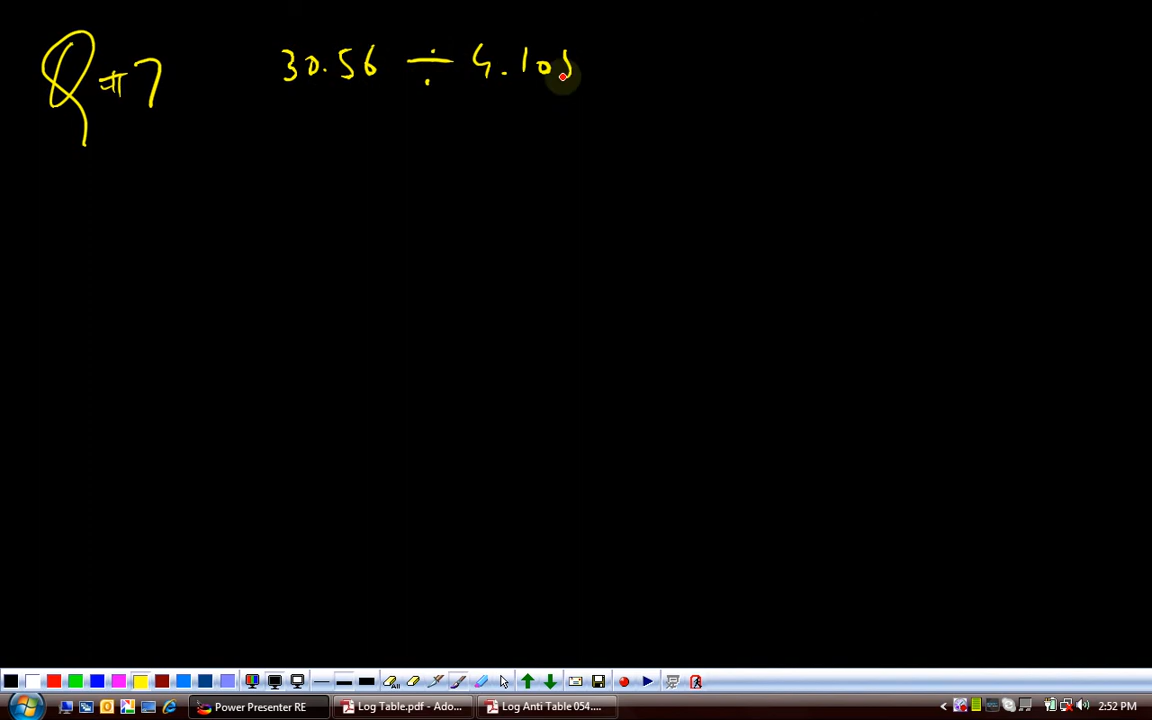 Q#7 30.56 ÷ 4.105
All
Power Presenter RE
Log Table.pdf - Ado...
Log Anti Table 054....
2:52 PM